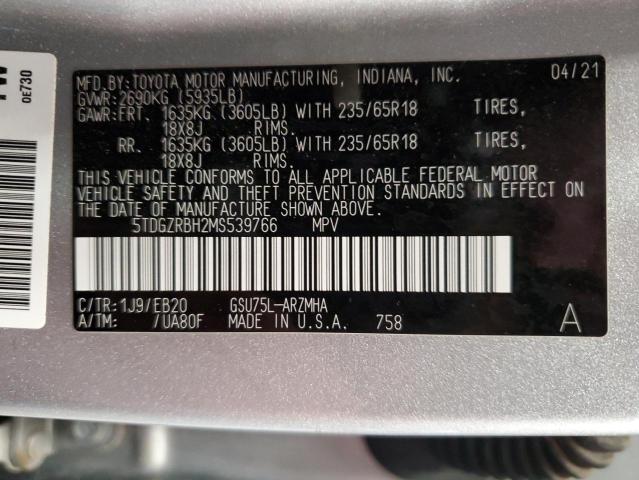 MFD.BY:TOYOTA MOTOR MANUFACTURING, INDIANA, INC. 04/21
GVWR:2690KG (5935LB)
GAWR:FRT. 1635KG (3605LB) WITH 235/65R18 TIRES,
18X8J RIMS.
RR. 1635KG (3605LB) WITH 235/65R18 TIRES,
18X8J RIMS.
THIS VEHICLE CONFORMS TO ALL APPLICABLE FEDERAL MOTOR
VEHICLE SAFETY AND THEFT PREVENTION STANDARDS IN EFFECT ON
THE DATE OF MANUFACTURE SHOWN ABOVE.
5TDGZRBH2MS539766 MPV
C/TR:1J9/EB20 GSU75L-ARZMHA
A/TM: /UA80F MADE IN U.S.A. 758 A
0E730